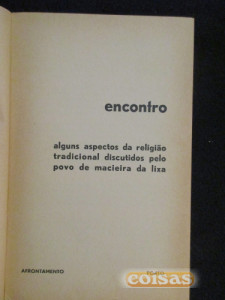 encontro
alguns aspectos da religião
tradicional discutidos pelo
povo de macieira da lixa
AFRONTAMENTO
coisas